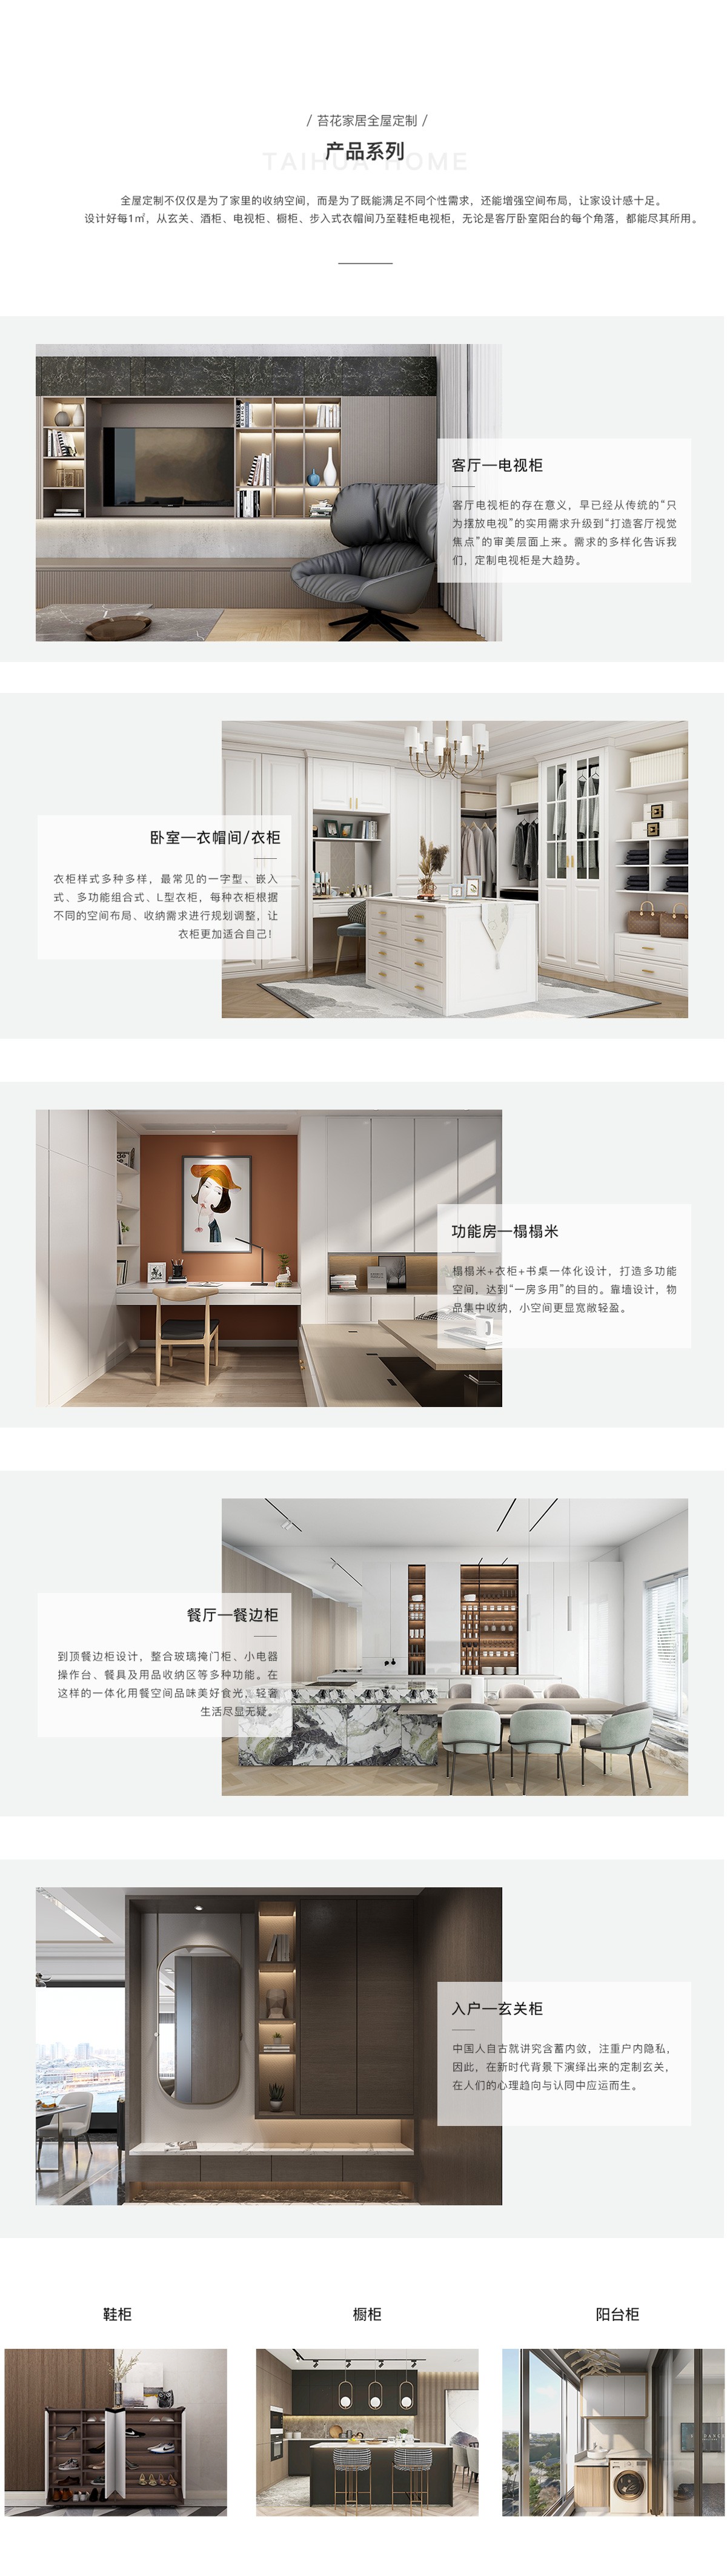 / 苔花家居全屋定制 /
TAIHUA HOME
产品系列
全屋定制不仅仅是为了家里的收纳空间，而是为了既能满足不同个性需求，还能增强空间布局，让家设计感十足。
设计好每1㎡，从玄关、酒柜、电视柜、橱柜、步入式衣帽间乃至鞋柜电视柜，无论是客厅卧室阳台的每个角落，都能尽其所用。
客厅—电视柜
客厅电视柜的存在意义，早已经从传统的“只
为摆放电视”的实用需求升级到“打造客厅视觉
焦点”的审美层面上来。需求的多样化告诉我
们，定制电视柜是大趋势。
卧室—衣帽间/衣柜
衣柜样式多种多样，最常见的一字型、嵌入
式、多功能组合式、L型衣柜，每种衣柜根据
不同的空间布局、收纳需求进行规划调整，让
衣柜更加适合自己！
功能房—榻榻米
榻榻米+衣柜+书桌一体化设计，打造多功能
空间，达到“一房多用”的目的。靠墙设计，物
品集中收纳，小空间更显宽敞轻盈。
餐厅—餐边柜
到顶餐边柜设计，整合玻璃掩门柜、小电器
操作台、餐具及用品收纳区等多种功能。在
这样的一体化用餐空间品味美好食光，轻奢
生活尽显无疑。
入户—玄关柜
中国人自古就讲究含蓄内敛，注重户内隐私，
因此，在新时代背景下演绎出来的定制玄关，
在人们的心理趋向与认同中应运而生。
鞋柜
橱柜
阳台柜